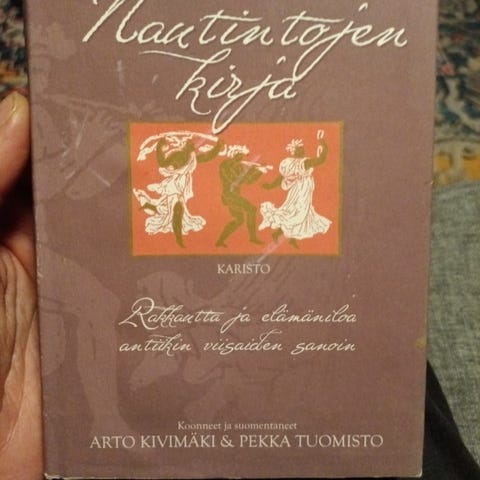 Nautintojen
kirja
KARISTO
Rakkautta ja elämäniloa
antiikin viisaiden sanoin
Koonneet ja suomentaneet
ARTO KIVIMÄKI & PEKKA TUOMISTO